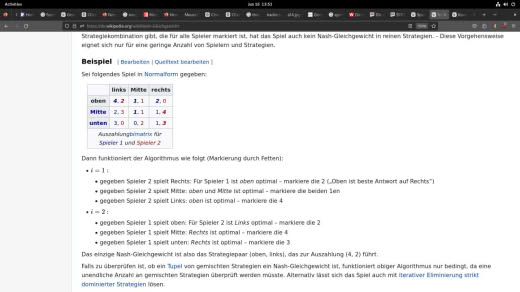 Activities
Jun 16 13:51
Strategiekombination gibt, die für alle Spieler markiert ist, hat das Spiel auch kein Nash-Gleichgewicht in reinen Strategien. - Diese Vorgehensweise
eignet sich nur für eine geringe Anzahl von Spielern und Strategien.
Beispiel [ Bearbeiten | Quelltext bearbeiten ]
Sei folgendes Spiel in Normalform gegeben:
links Mitte rechts
oben 4, 2 1, 1 2, 0
Mitte 2, 3 1, 1 1, 4
unten 3, 0 0, 2 1, 3
Auszahlungbimatrix für
Spieler 1 und Spieler 2
Dann funktioniert der Algorithmus wie folgt (Markierung durch Fetten):
• i = 1 :
• gegeben Spieler 2 spielt Rechts: Für Spieler 1 ist oben optimal – markiere die 2 („Oben ist beste Antwort auf Rechts“)
• gegeben Spieler 2 spielt Mitte: oben und Mitte ist optimal – markiere die beiden 1en
• gegeben Spieler 2 spielt Links: oben ist optimal – markiere die 4
• i = 2 :
• gegeben Spieler 1 spielt oben: Für Spieler 2 ist Links optimal – markiere die 2
• gegeben Spieler 1 spielt Mitte: Rechts ist optimal – markiere die 4
• gegeben Spieler 1 spielt unten: Rechts ist optimal – markiere die 3
Das einzige Nash-Gleichgewicht ist also das Strategiepaar (oben, links), das zur Auszahlung (4, 2) führt.
Falls zu überprüfen ist, ob ein Tupel von gemischten Strategien ein Nash-Gleichgewicht ist, funktioniert obiger Algorithmus nur bedingt, da eine
unendliche Anzahl an gemischten Strategien überprüft werden müsste. Alternativ lässt sich das Spiel auch mit iterativer Eliminierung strikt
dominierter Strategien lösen.